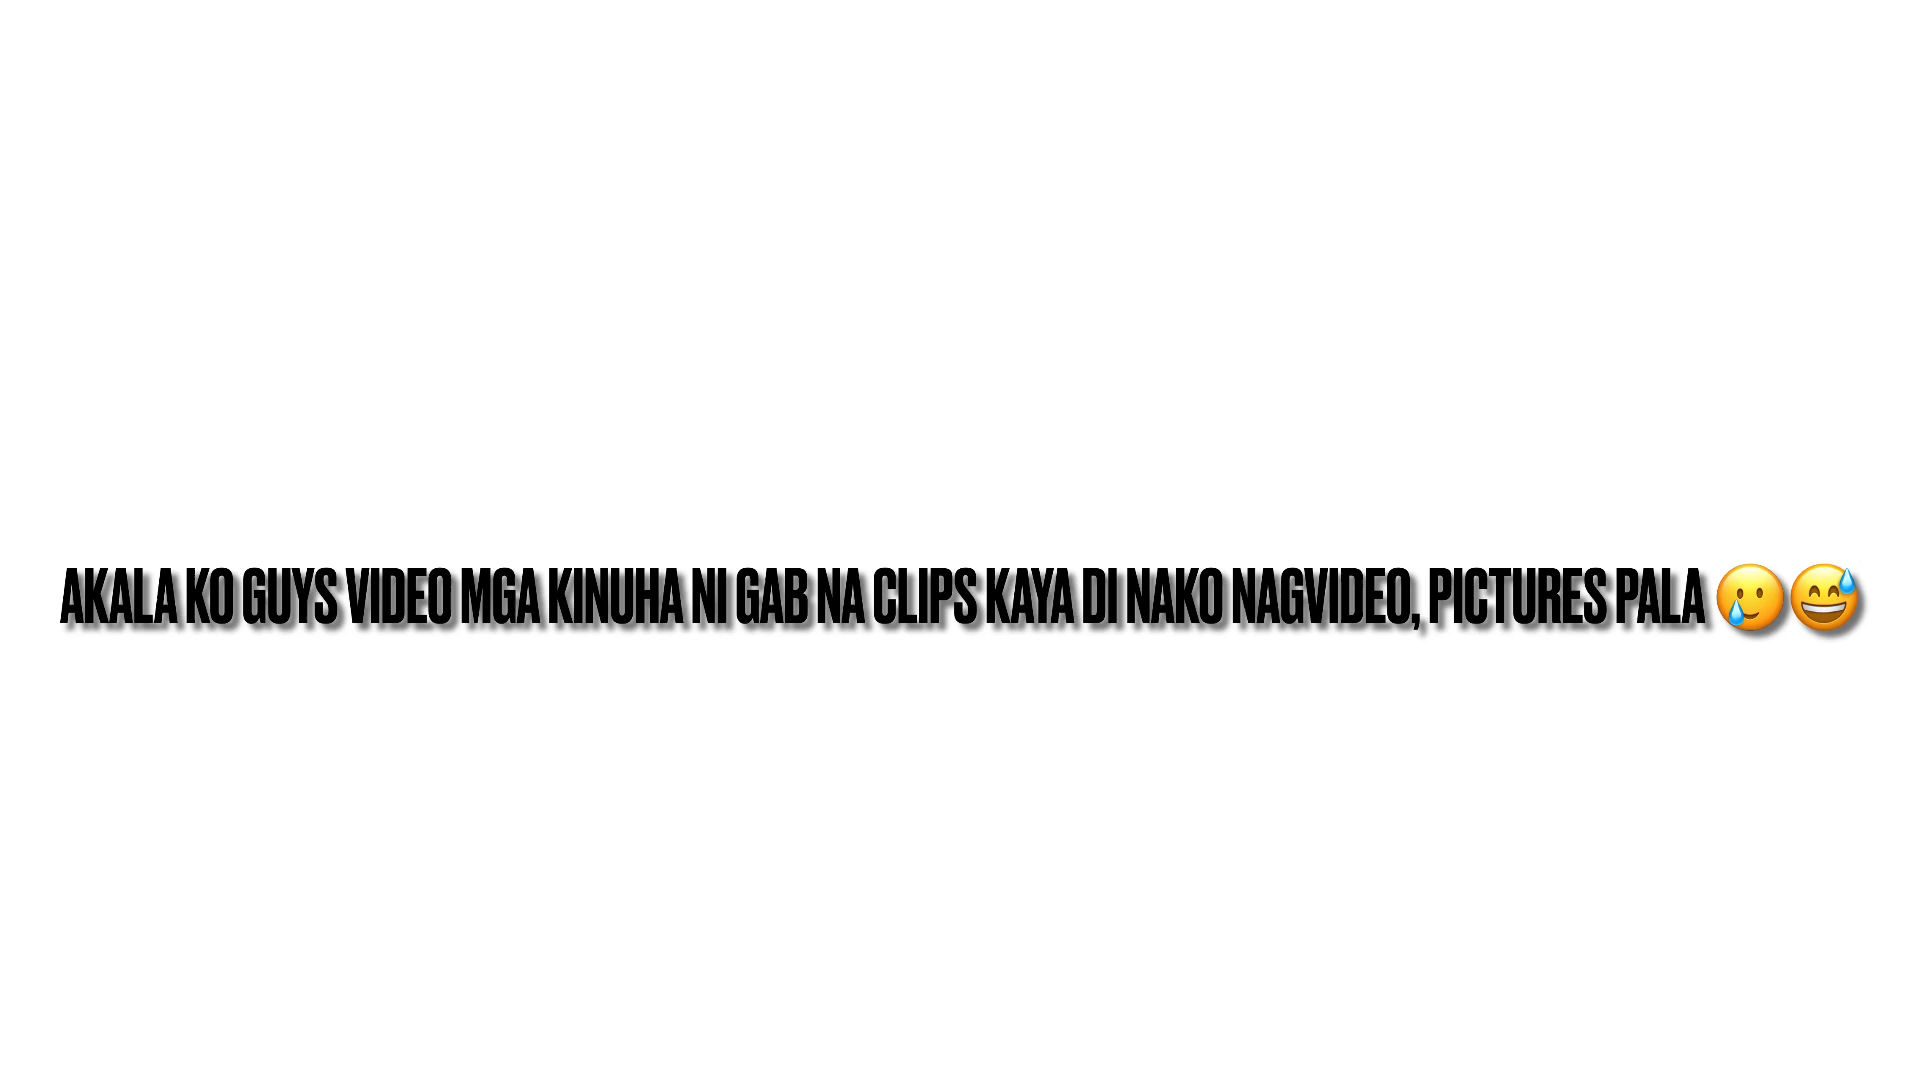 AKALA KO GUYS VIDEO MGA KINUHA NI GAB NA CLIPS KAYA DI NAKO NAGVIDEO, PICTURES PALA 🥲😅